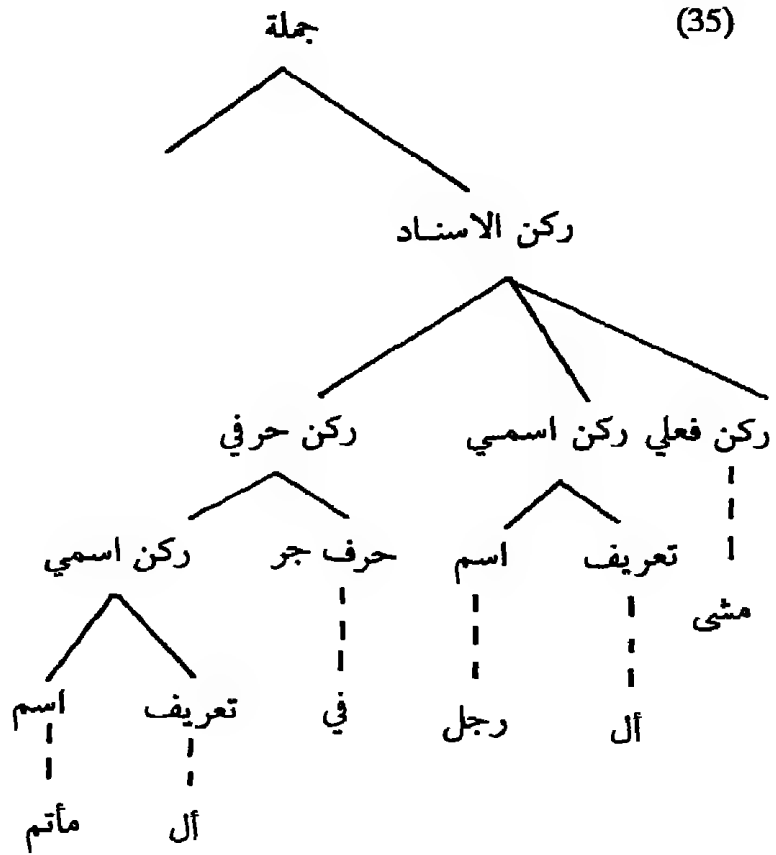 (35)
جملة
ركن الاسناد
ركن فعلي ركن اسمي ركن حرفي
تعريف اسم حرف جر ركن اسمي
مشى
أل رجل في تعريف اسم
أل مأتم